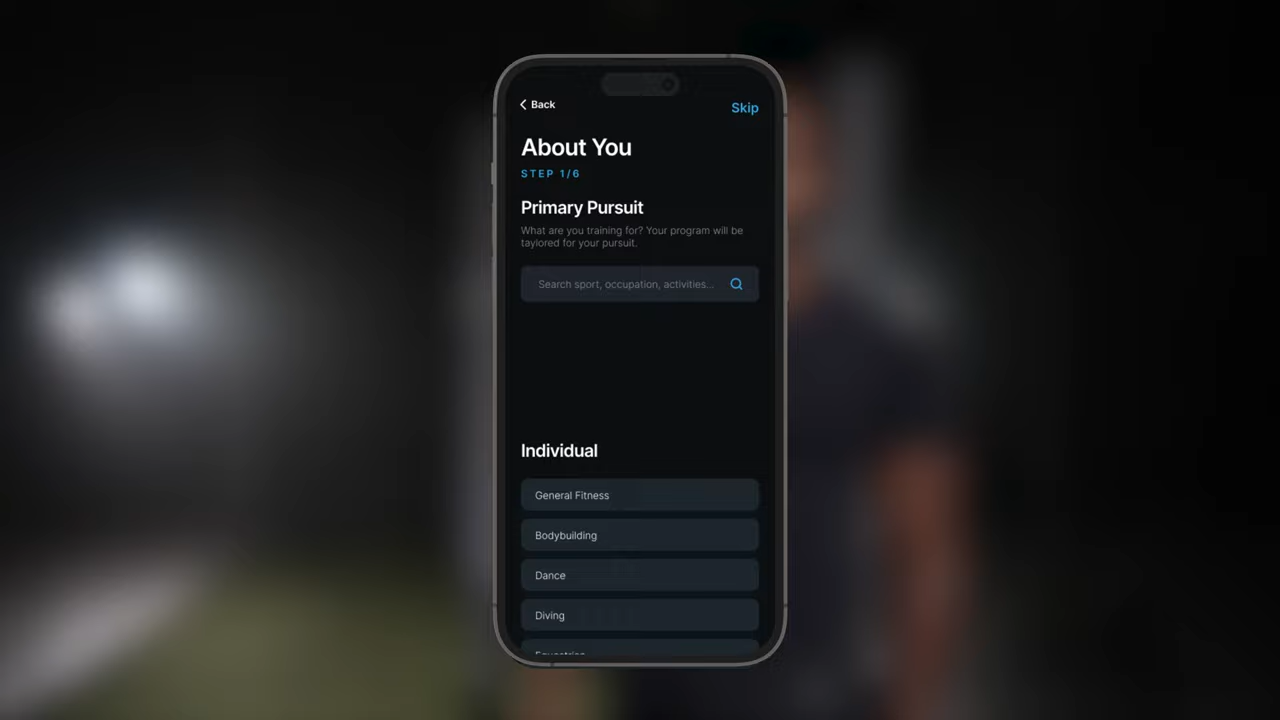 Back
Skip
About You
STEP 1/6
Primary Pursuit
What are you training for? Your program will be
taylored for your pursuit.
Search sport, occupation, activities...
Individual
General Fitness
Bodybuilding
Dance
Diving
Equestrian